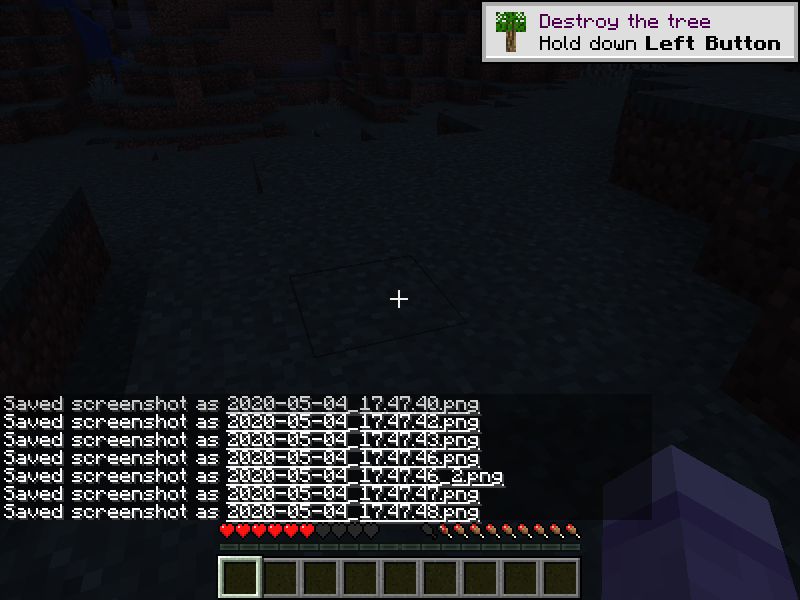 Destroy the tree
Hold down Left Button
Saved screenshot as 2020-05-04_17.47.40.png
Saved screenshot as 2020-05-04_17.47.42.png
Saved screenshot as 2020-05-04_17.47.43.png
Saved screenshot as 2020-05-04_17.47.46.png
Saved screenshot as 2020-05-04_17.47.46_2.png
Saved screenshot as 2020-05-04_17.47.47.png
Saved screenshot as 2020-05-04_17.47.48.png